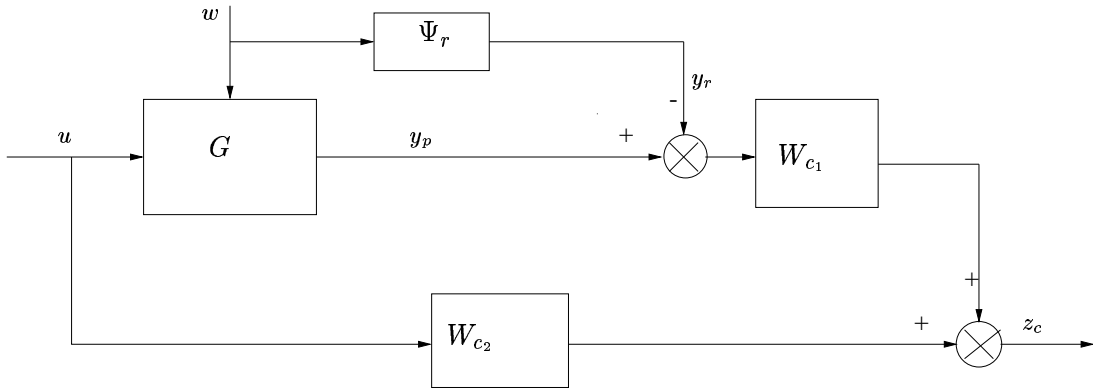 w
Ψ_r
y_r
-
u
G
y_p
+
W_{c_1}
+
W_{c_2}
+
z_c